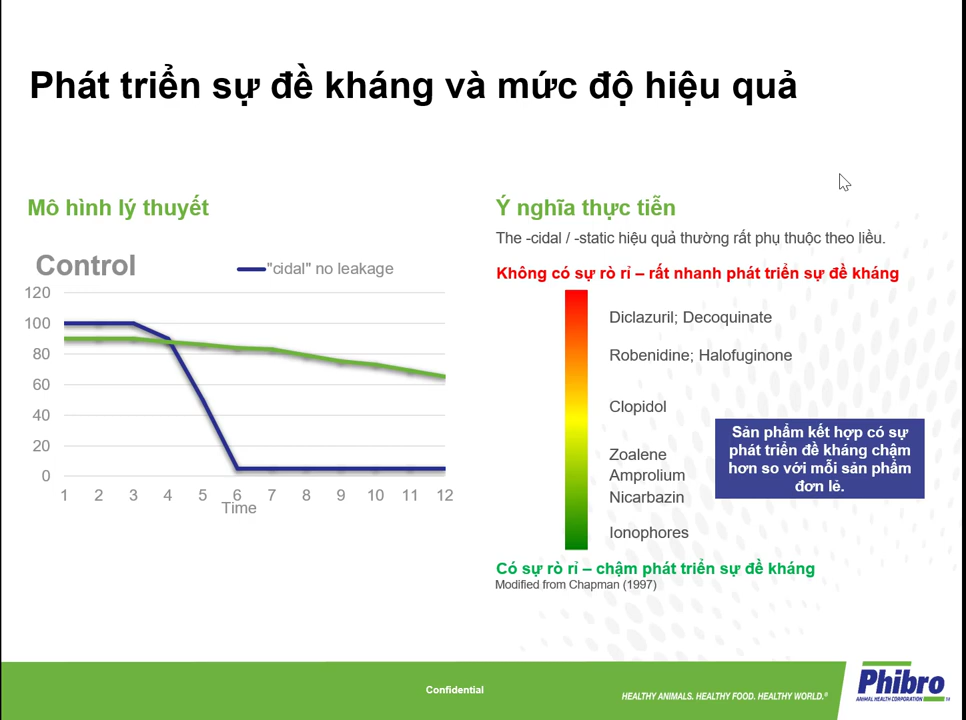 Phát triển sự đề kháng và mức độ hiệu quả
Mô hình lý thuyết
Control
"cidal" no leakage
120
100
80
60
40
20
0
1 2 3 4 5 6 7 8 9 10 11 12
Time
Ý nghĩa thực tiễn
The -cidal / -static hiệu quả thường rất phụ thuộc theo liều.
Không có sự rò rỉ – rất nhanh phát triển sự đề kháng
Diclazuril; Decoquinate
Robenidine; Halofuginone
Clopidol
Zoalene
Amprolium
Nicarbazin
Ionophores
Sản phẩm kết hợp có sự
phát triển đề kháng chậm
hơn so với mỗi sản phẩm
đơn lẻ.
Có sự rò rỉ – chậm phát triển sự đề kháng
Modified from Chapman (1997)
Confidential
HEALTHY ANIMALS. HEALTHY FOOD. HEALTHY WORLD.®
Phibro
ANIMAL HEALTH CORPORATION